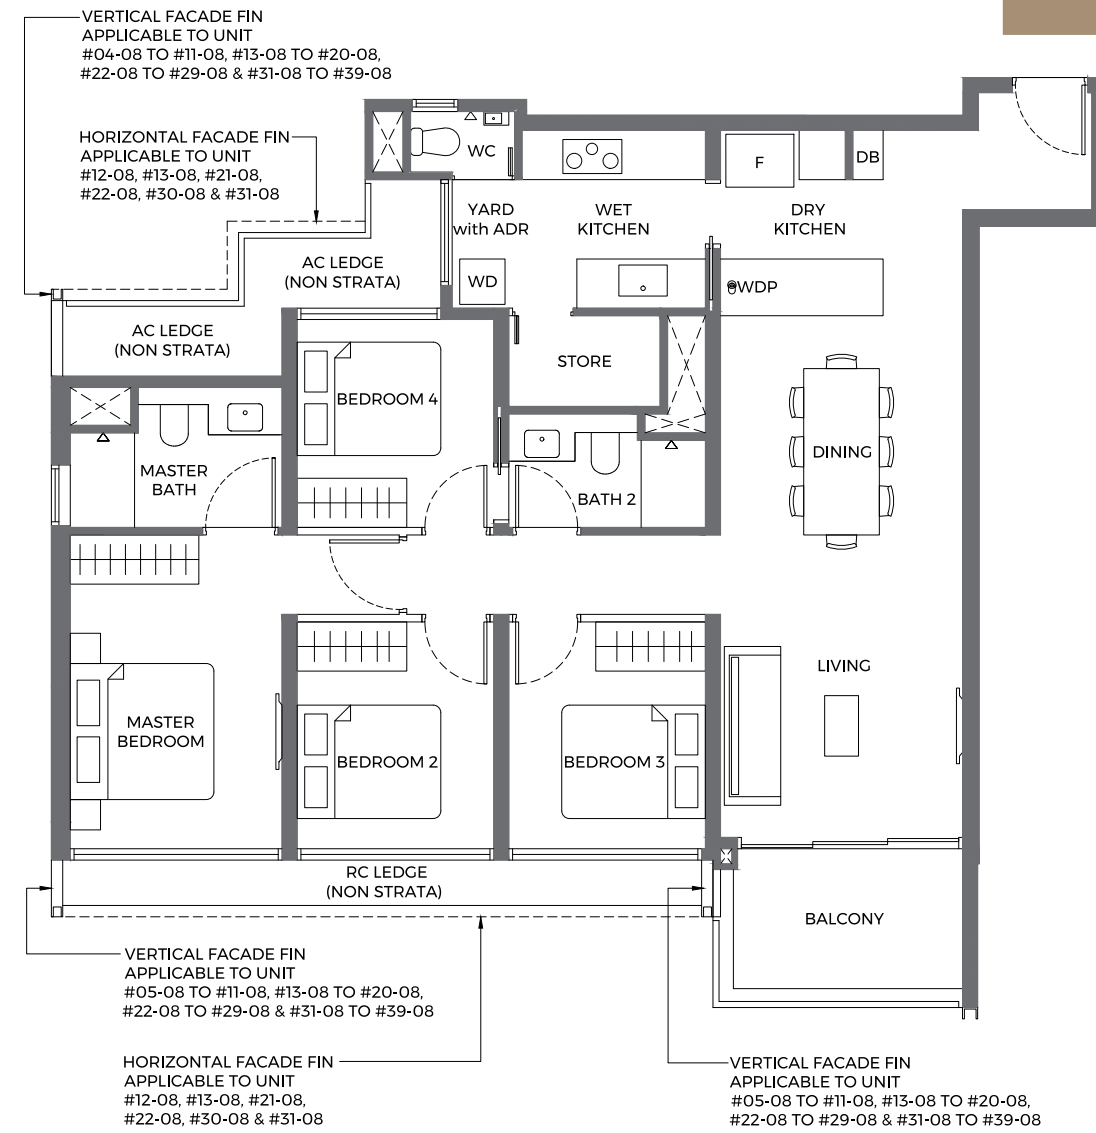 VERTICAL FACADE FIN
APPLICABLE TO UNIT
#04-08 TO #11-08, #13-08 TO #20-08,
#22-08 TO #29-08 & #31-08 TO #39-08
HORIZONTAL FACADE FIN
APPLICABLE TO UNIT
#12-08, #13-08, #21-08,
#22-08, #30-08 & #31-08
WC
F
DB
YARD
with ADR
WET
KITCHEN
DRY
KITCHEN
AC LEDGE
(NON STRATA)
WD
WDP
AC LEDGE
(NON STRATA)
STORE
BEDROOM 4
DINING
MASTER
BATH
BATH 2
LIVING
MASTER
BEDROOM
BEDROOM 2
BEDROOM 3
RC LEDGE
(NON STRATA)
BALCONY
VERTICAL FACADE FIN
APPLICABLE TO UNIT
#05-08 TO #11-08, #13-08 TO #20-08,
#22-08 TO #29-08 & #31-08 TO #39-08
HORIZONTAL FACADE FIN
APPLICABLE TO UNIT
#12-08, #13-08, #21-08,
#22-08, #30-08 & #31-08
VERTICAL FACADE FIN
APPLICABLE TO UNIT
#05-08 TO #11-08, #13-08 TO #20-08,
#22-08 TO #29-08 & #31-08 TO #39-08